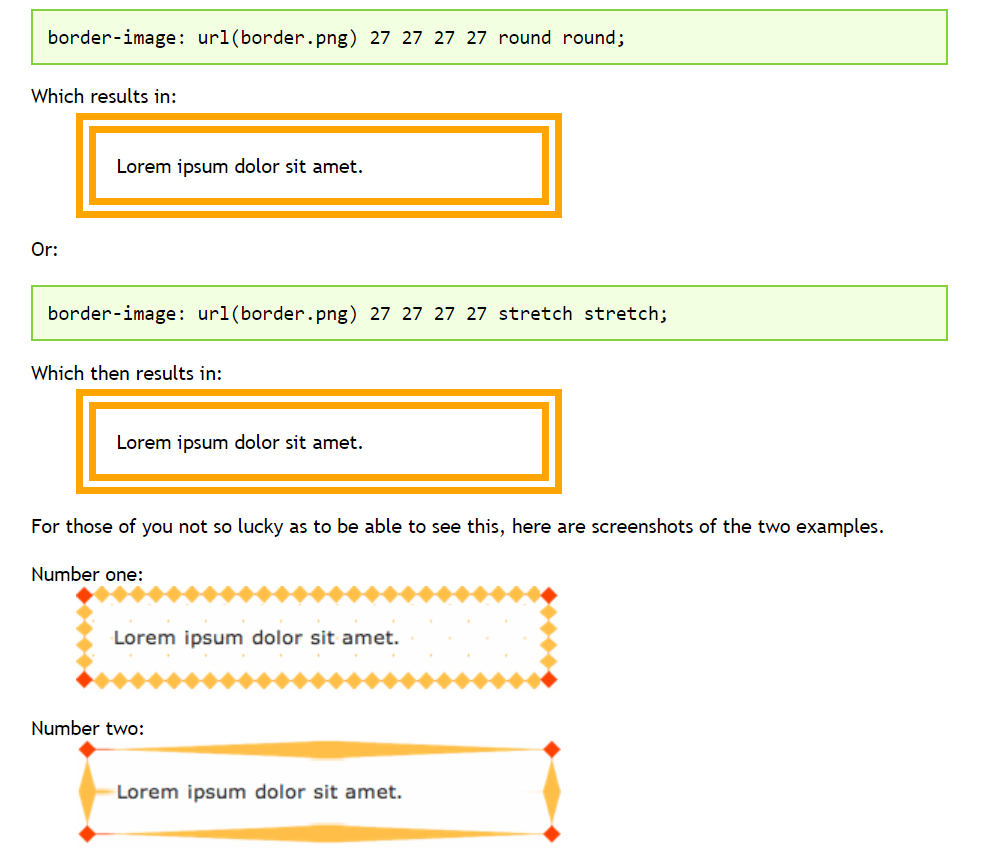 border-image: url(border.png) 27 27 27 27 round round;
Which results in:
Lorem ipsum dolor sit amet.
Or:
border-image: url(border.png) 27 27 27 27 stretch stretch;
Which then results in:
Lorem ipsum dolor sit amet.
For those of you not so lucky as to be able to see this, here are screenshots of the two examples.
Number one:
Lorem ipsum dolor sit amet.
Number two:
Lorem ipsum dolor sit amet.